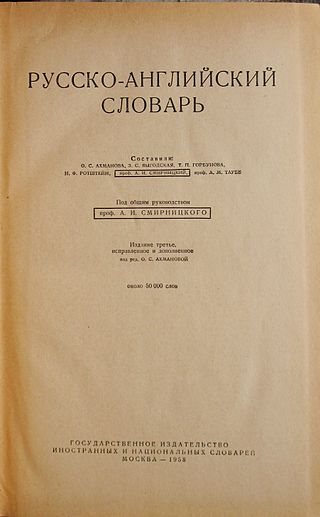 РУССКО-АНГЛИЙСКИЙ
СЛОВАРЬ
Составили:
О. С. АХМАНОВА, З. С. ВЫГОДСКАЯ, Т. П. ГОРБУНОВА,
Н. Ф. РОТШТЕЙН, проф. А. И. СМИРНИЦКИЙ, проф. А. М. ТАУБЕ
Под общим руководством
проф. А. И. СМИРНИЦКОГО
Издание третье,
исправленное и дополненное
под ред. О. С. АХМАНОВОЙ
около 50 000 слов
ГОСУДАРСТВЕННОЕ ИЗДАТЕЛЬСТВО
ИНОСТРАННЫХ И НАЦИОНАЛЬНЫХ СЛОВАРЕЙ
МОСКВА — 1958